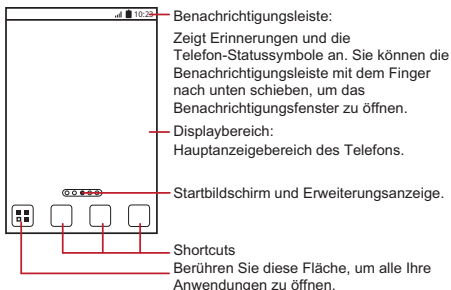 10:23
Benachrichtigungsleiste:
Zeigt Erinnerungen und die
Telefon-Statussymbole an. Sie können die
Benachrichtigungsleiste mit dem Finger
nach unten schieben, um das
Benachrichtigungsfenster zu öffnen.
Displaybereich:
Hauptanzeigebereich des Telefons.
Startbildschirm und Erweiterungsanzeige.
Shortcuts
Berühren Sie diese Fläche, um alle Ihre
Anwendungen zu öffnen.